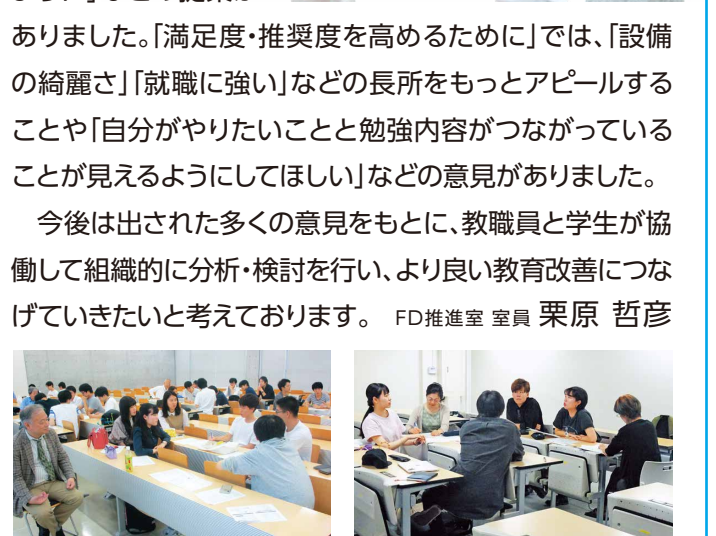 ありました。「満足度・推奨度を高めるために」では、「設備
の綺麗さ」「就職に強い」などの長所をもっとアピールする
ことや「自分がやりたいことと勉強内容がつながっている
ことが見えるようにしてほしい」などの意見がありました。
　今後は出された多くの意見をもとに、教職員と学生が協
働して組織的に分析・検討を行い、より良い教育改善につな
げていきたいと考えております。 FD推進室 室員 栗原 哲彦